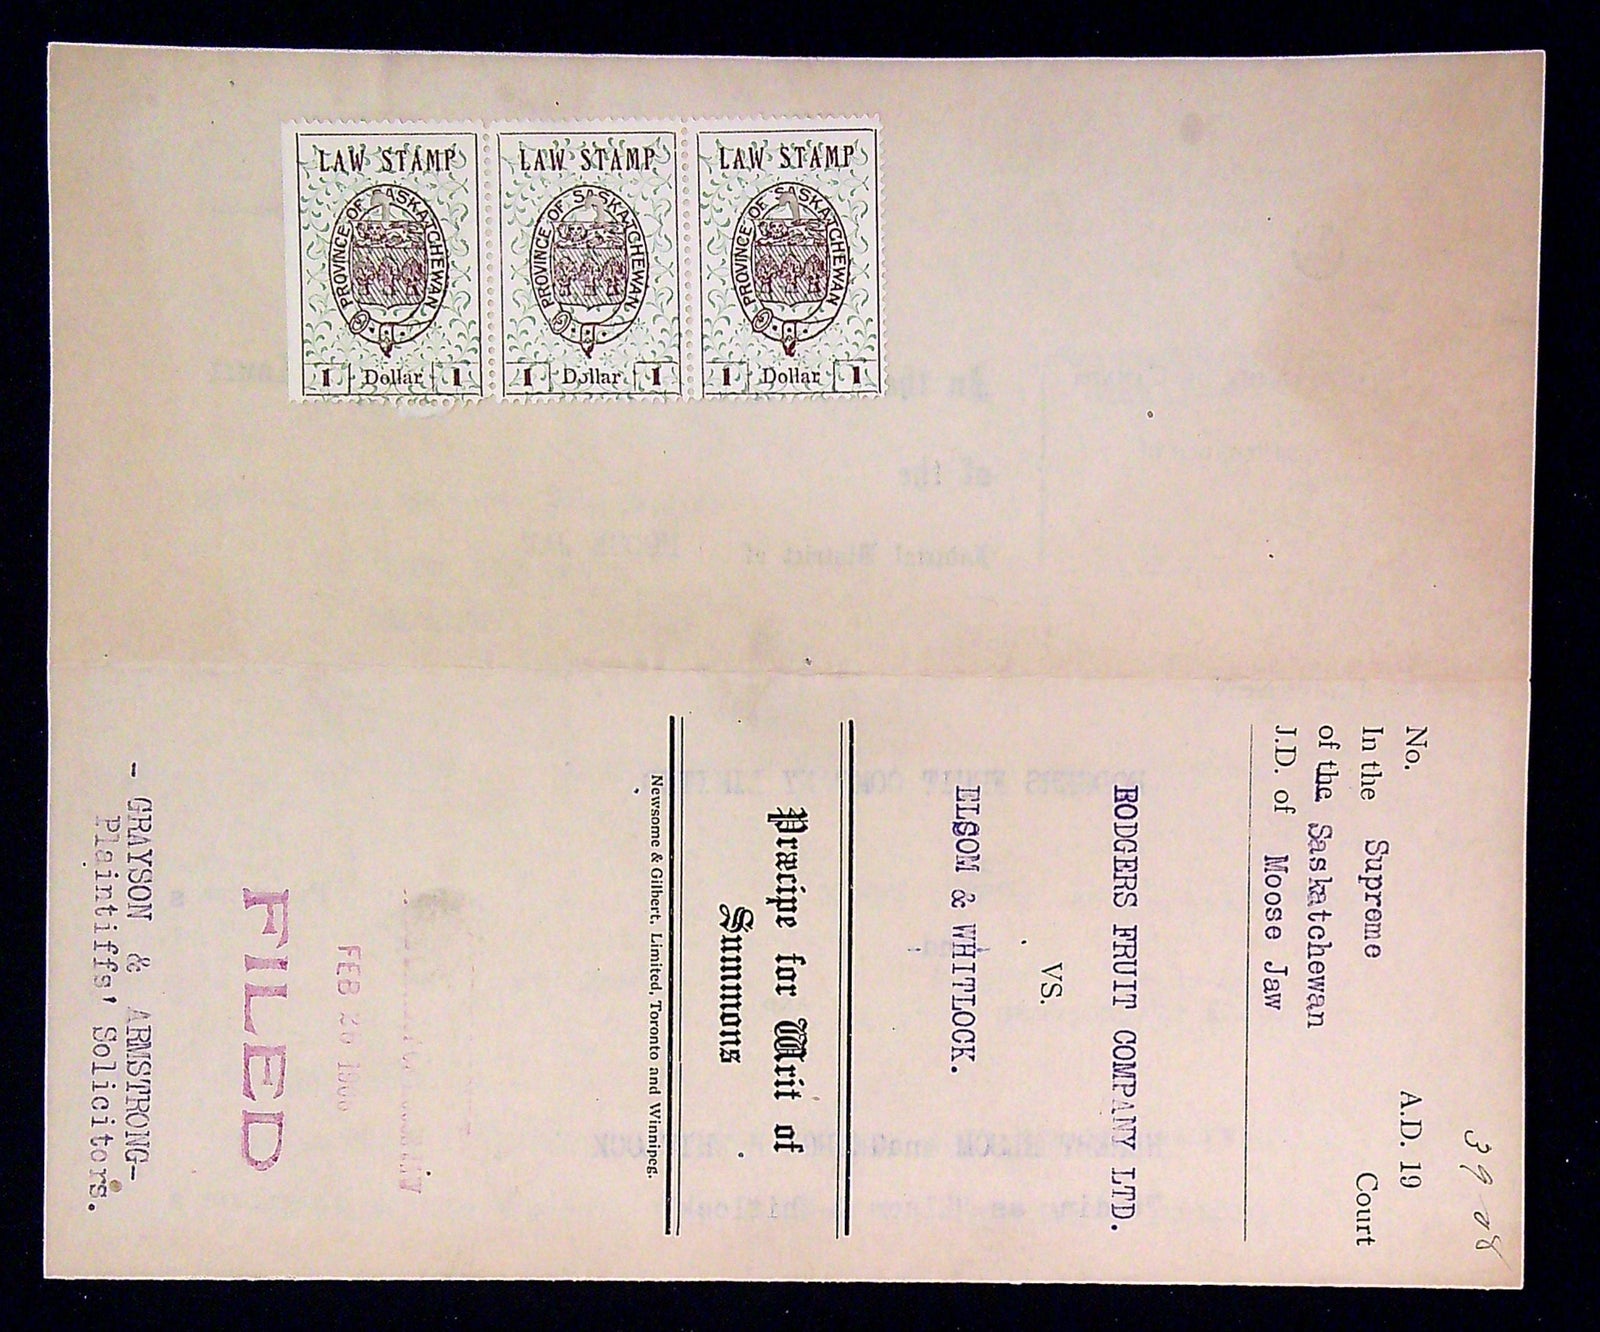 LAW STAMP
PROVINCE OF SASKATCHEWAN
1 Dollar 1
LAW STAMP
PROVINCE OF SASKATCHEWAN
1 Dollar 1
LAW STAMP
PROVINCE OF SASKATCHEWAN
1 Dollar 1
39-08
No. A.D. 19
In the Supreme Court
of the Saskatchewan
J.D. of Moose Jaw
RODGERS FRUIT COMPANY LTD.
VS.
ELSOM & WHITLOCK.
Præcipe for Writ of
Summons
Newsome & Gilbert, Limited, Toronto and Winnipeg.
FEB
FILED
- GRAYSON & ARMSTRONG-
Plaintiffs' Solicitors.